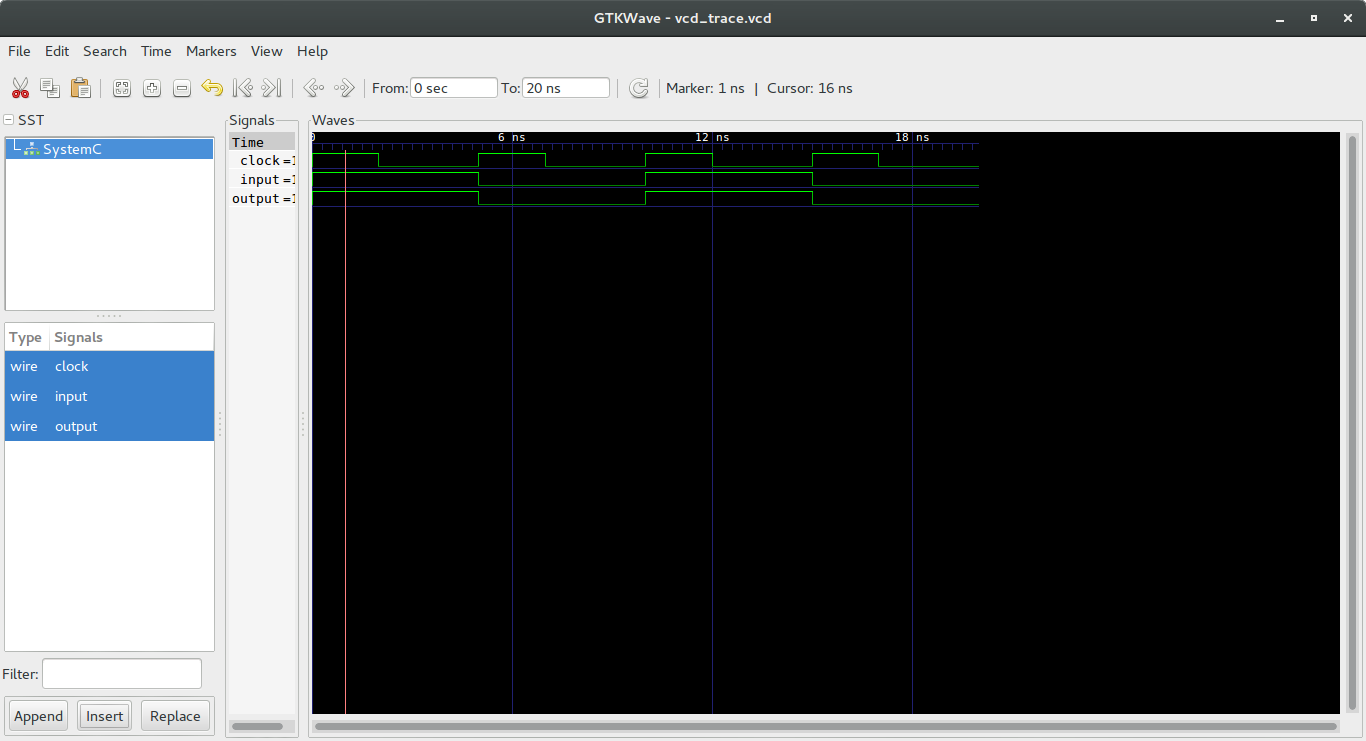 GTKWave - vcd_trace.vcd
File Edit Search Time Markers View Help
From: 0 sec To: 20 ns Marker: 1 ns | Cursor: 16 ns
SST
SystemC
Type Signals
wire clock
wire input
wire output
Filter:
Append Insert Replace
Signals
Time
clock=1
input=1
output=1
Waves
0 6 ns 12 ns 18 ns